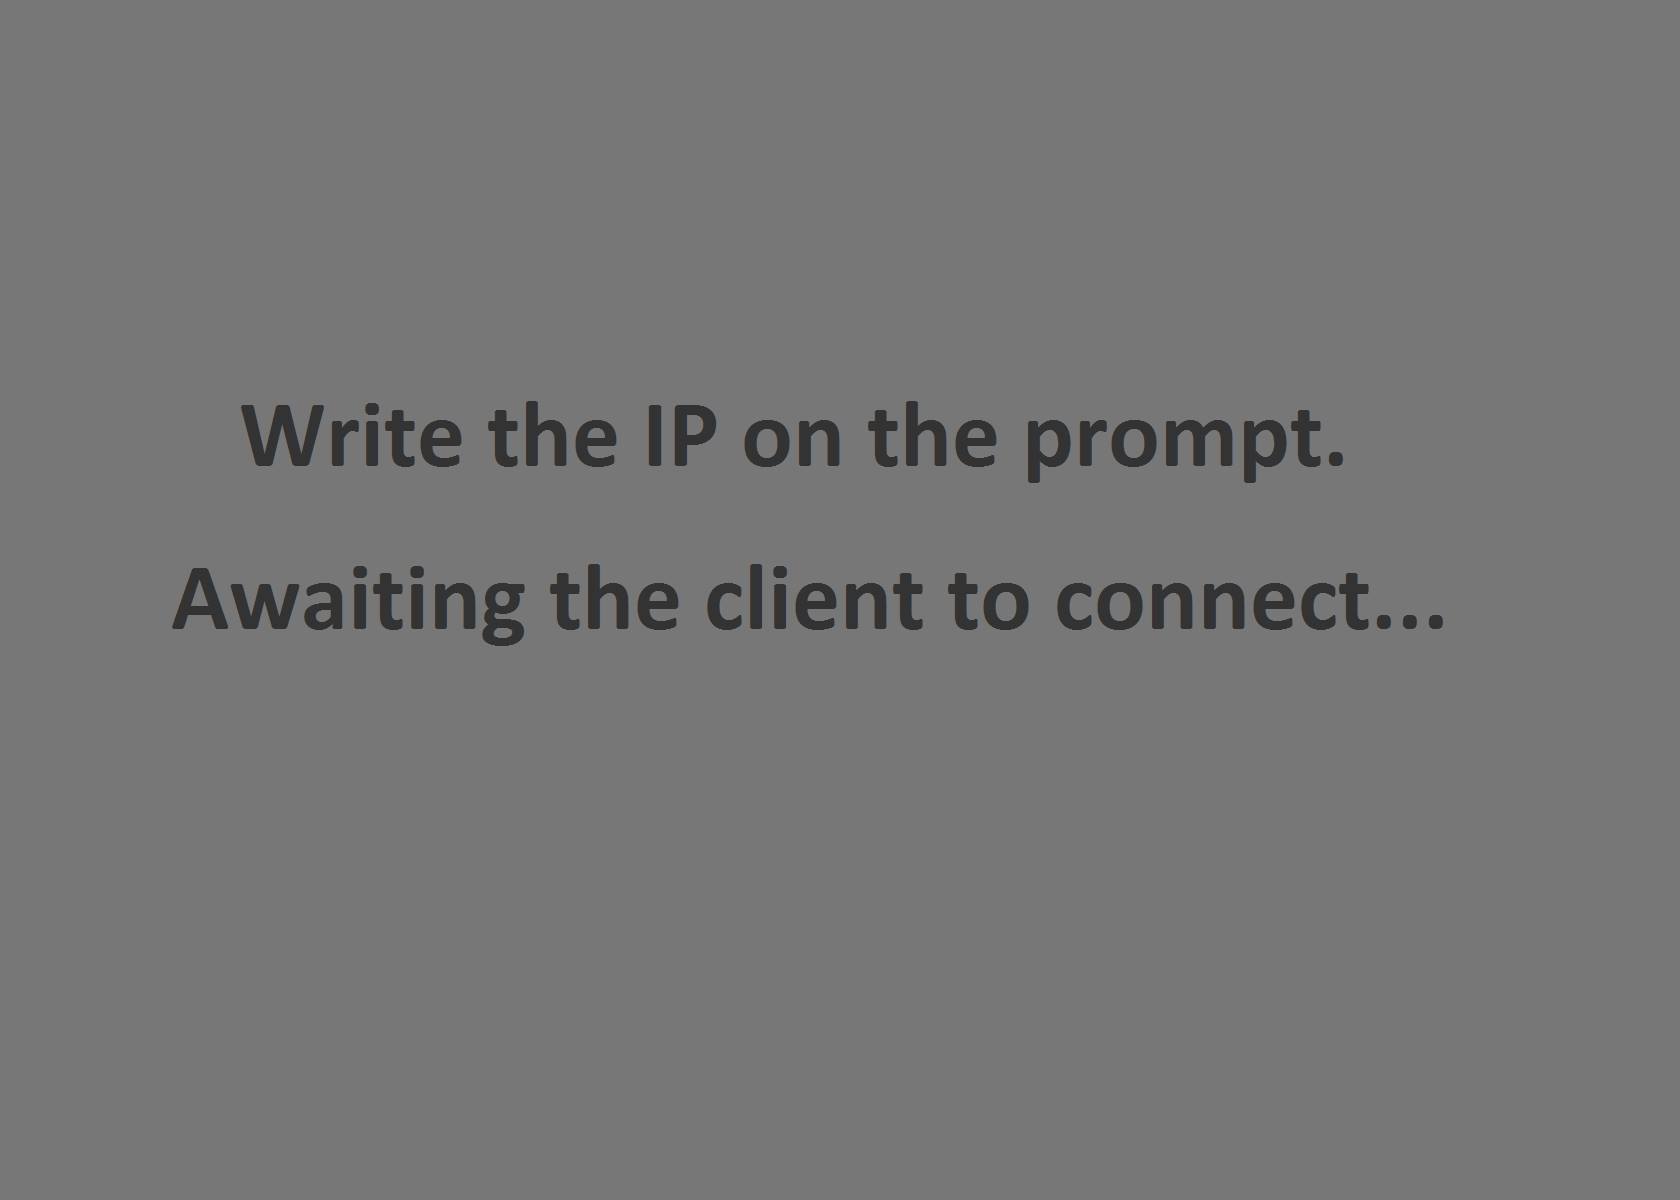 Write the IP on the prompt.
Awaiting the client to connect...